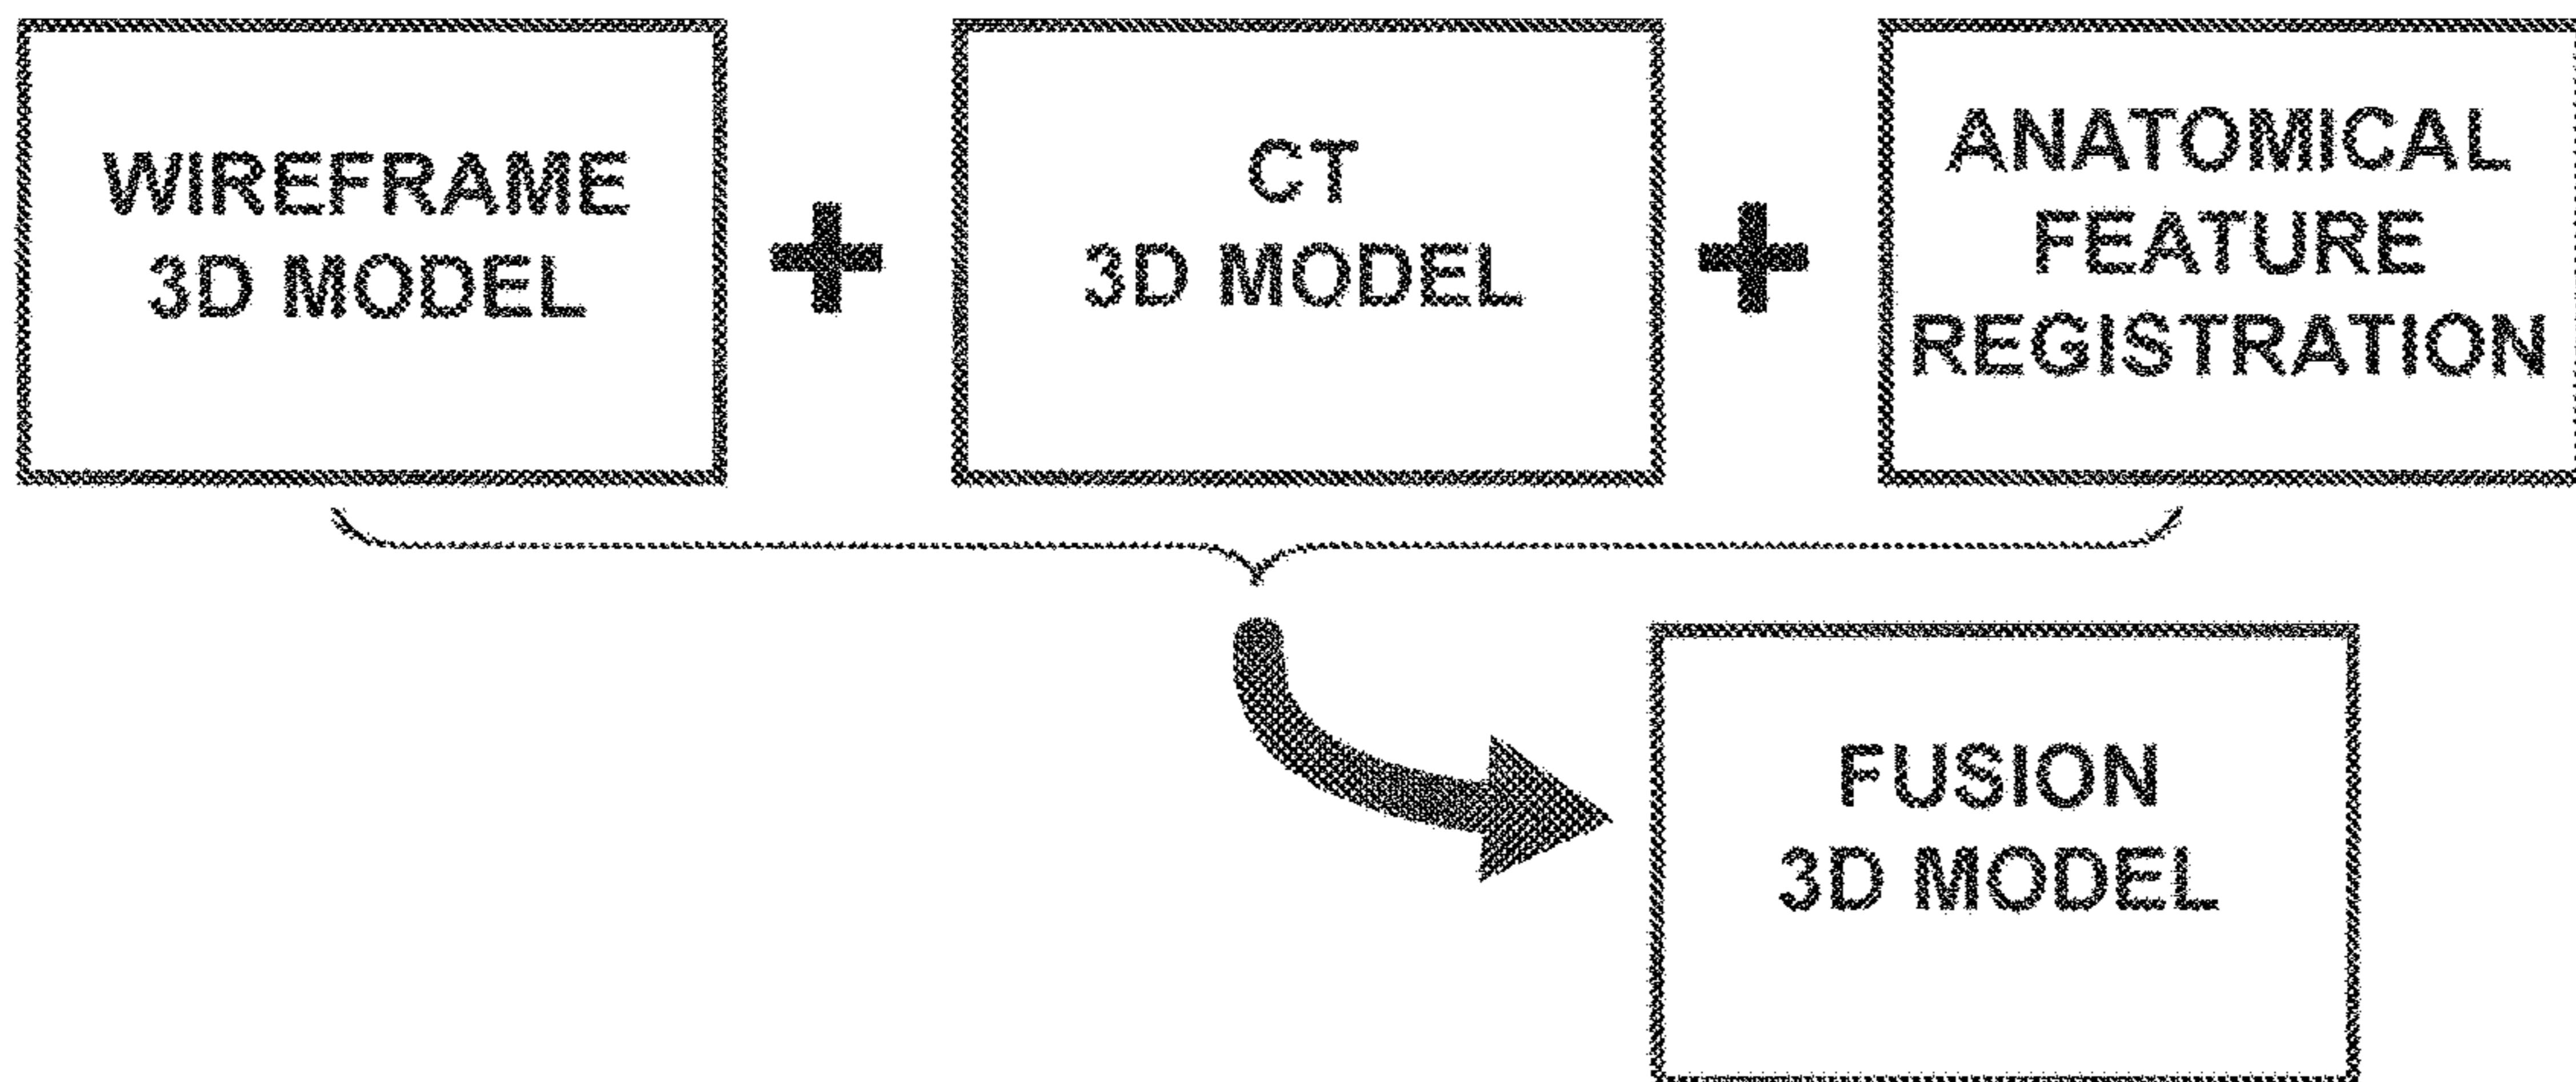 WIREFRAME
3D MODEL
+
CT
3D MODEL
+
ANATOMICAL
FEATURE
REGISTRATION
FUSION
3D MODEL